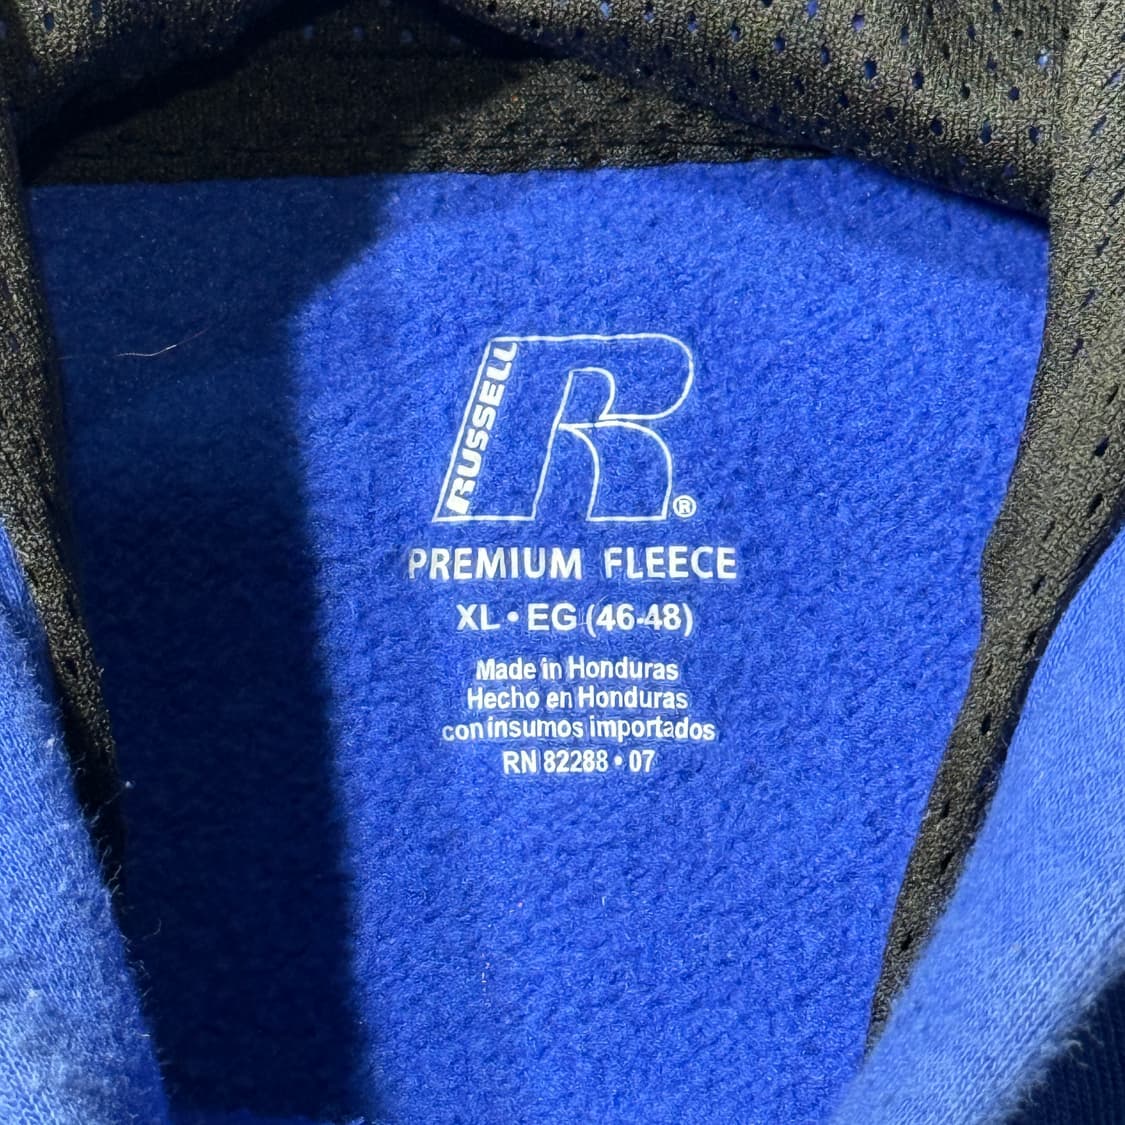 RUSSELL
®
PREMIUM FLEECE
XL • EG (46-48)
Made in Honduras
Hecho en Honduras
con insumos importados
RN 82288 • 07